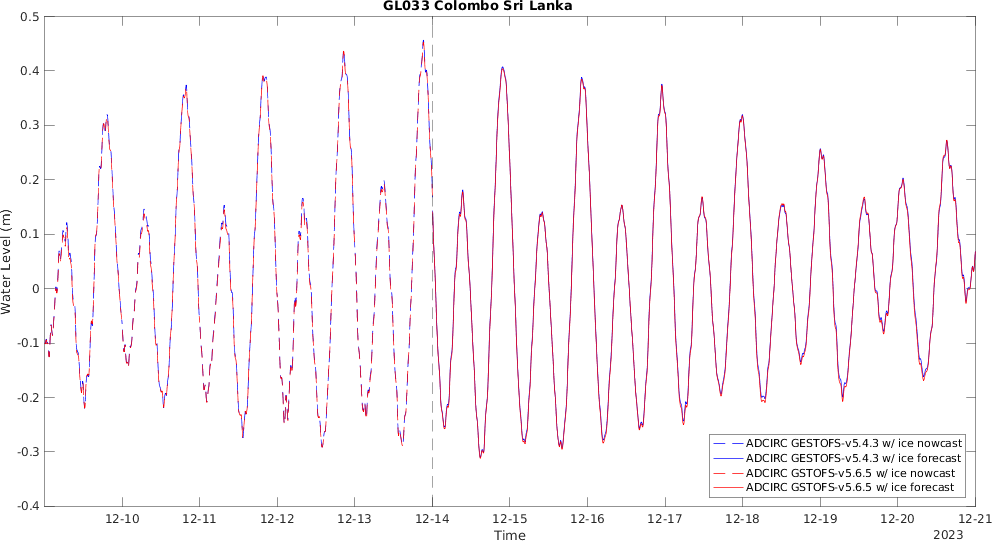 GL033 Colombo Sri Lanka
0.5
0.4
0.3
0.2
0.1
0
-0.1
-0.2
-0.3
-0.4
Water Level (m)
ADCIRC GESTOFS-v5.4.3 w/ ice nowcast
ADCIRC GESTOFS-v5.4.3 w/ ice forecast
ADCIRC GSTOFS-v5.6.5 w/ ice nowcast
ADCIRC GSTOFS-v5.6.5 w/ ice forecast
12-10 12-11 12-12 12-13 12-14 12-15 12-16 12-17 12-18 12-19 12-20 12-21
Time
2023